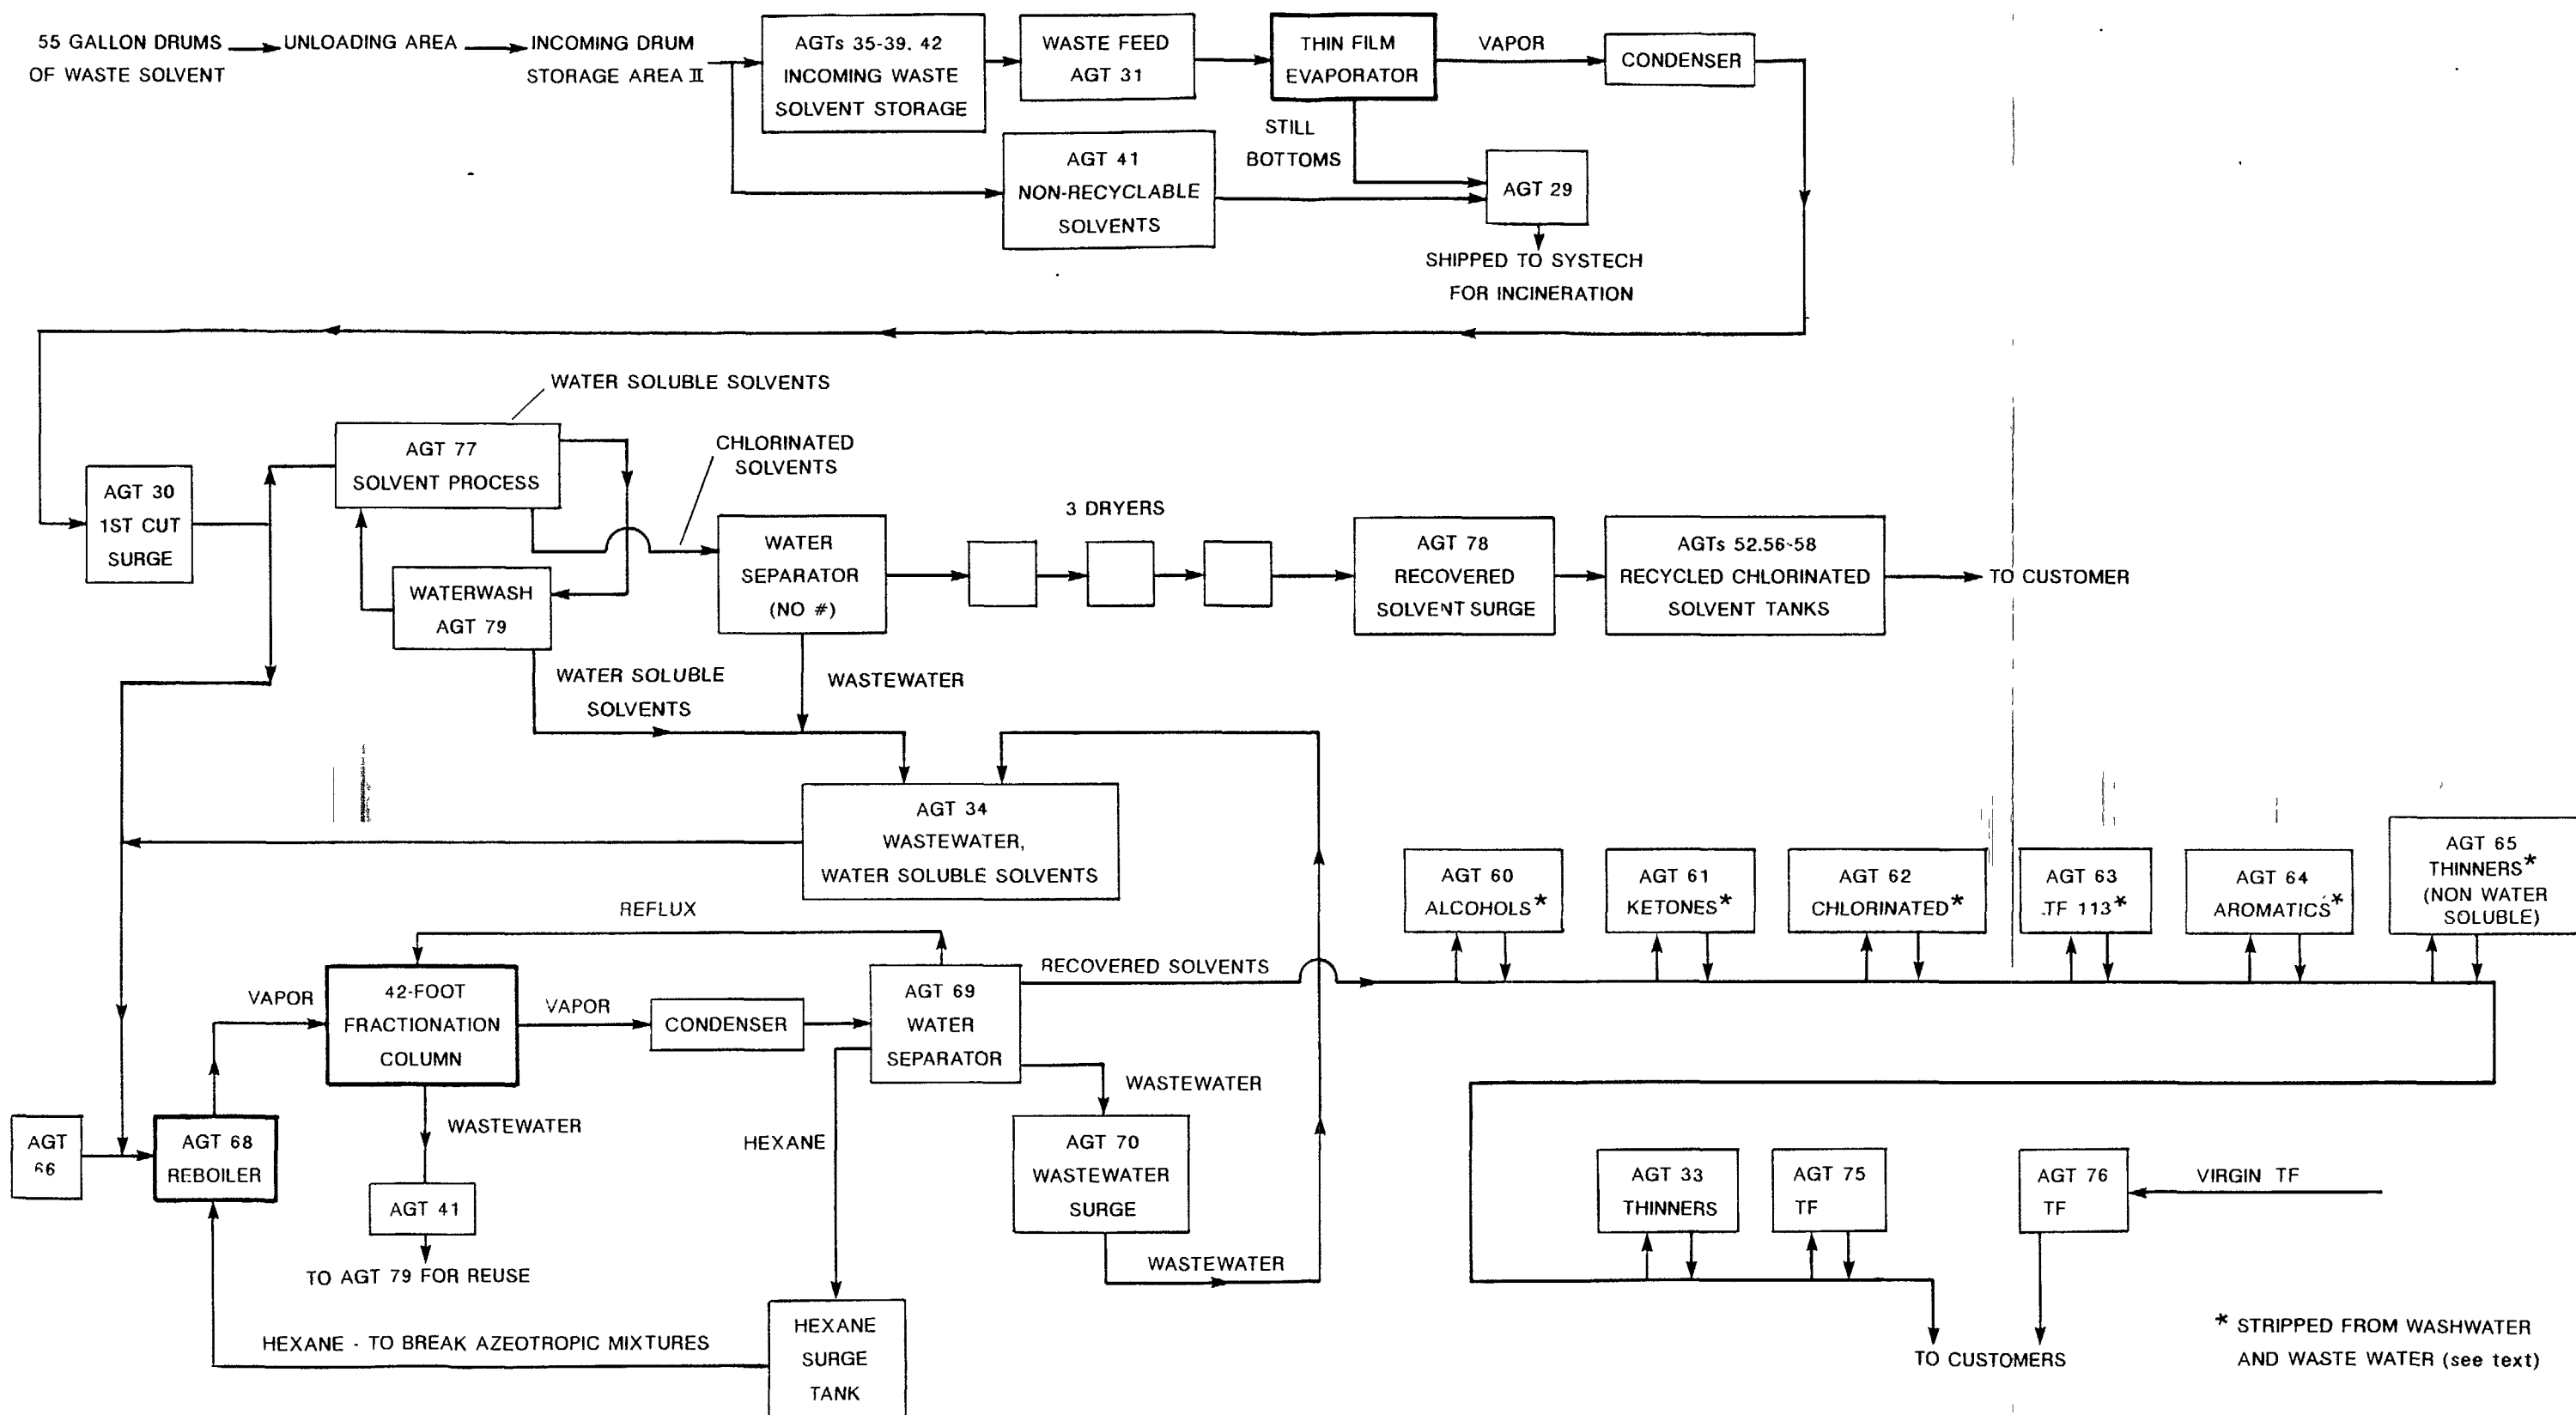 55 GALLON DRUMS
OF WASTE SOLVENT
UNLOADING AREA
INCOMING DRUM
STORAGE AREA II
AGTs 35-39, 42
INCOMING WASTE
SOLVENT STORAGE
WASTE FEED
AGT 31
THIN FILM
EVAPORATOR
VAPOR
CONDENSER
STILL
BOTTOMS
AGT 41
NON-RECYCLABLE
SOLVENTS
AGT 29
SHIPPED TO SYSTECH
FOR INCINERATION
WATER SOLUBLE SOLVENTS
AGT 77
SOLVENT PROCESS
CHLORINATED
SOLVENTS
AGT 30
1ST CUT
SURGE
WATERWASH
AGT 79
WATER
SEPARATOR
(NO #)
3 DRYERS
AGT 78
RECOVERED
SOLVENT SURGE
AGTs 52.56-58
RECYCLED CHLORINATED
SOLVENT TANKS
TO CUSTOMER
WATER SOLUBLE
SOLVENTS
WASTEWATER
AGT 34
WASTEWATER,
WATER SOLUBLE SOLVENTS
AGT 60
ALCOHOLS*
AGT 61
KETONES*
AGT 62
CHLORINATED*
AGT 63
TF 113*
AGT 64
AROMATICS*
AGT 65
THINNERS*
(NON WATER
SOLUBLE)
REFLUX
VAPOR
42-FOOT
FRACTIONATION
COLUMN
VAPOR
CONDENSER
AGT 69
WATER
SEPARATOR
RECOVERED SOLVENTS
WASTEWATER
AGT
66
AGT 68
REBOILER
WASTEWATER
AGT 41
TO AGT 79 FOR REUSE
HEXANE
AGT 70
WASTEWATER
SURGE
WASTEWATER
HEXANE - TO BREAK AZEOTROPIC MIXTURES
HEXANE
SURGE
TANK
AGT 33
THINNERS
AGT 75
TF
AGT 76
TF
VIRGIN TF
TO CUSTOMERS
* STRIPPED FROM WASHWATER
AND WASTE WATER (see text)